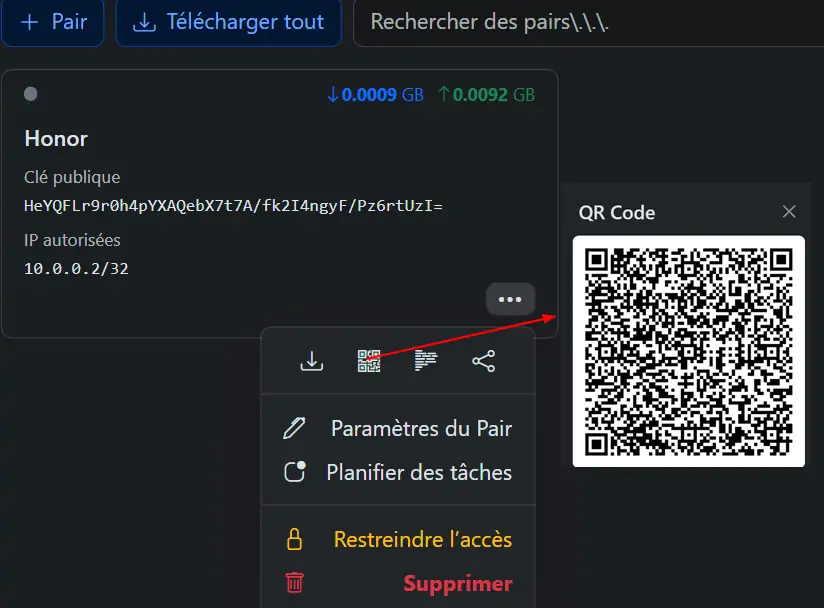 + Pair
Télécharger tout
Rechercher des pairs\.\.\.
↓0.0009 GB ↑0.0092 GB
Honor
Clé publique
HeYQFLr9r0h4pYXAQebX7t7A/fk2I4ngyF/Pz6rtUzI=
IP autorisées
10.0.0.2/32
QR Code
Paramètres du Pair
Planifier des tâches
Restreindre l’accès
Supprimer